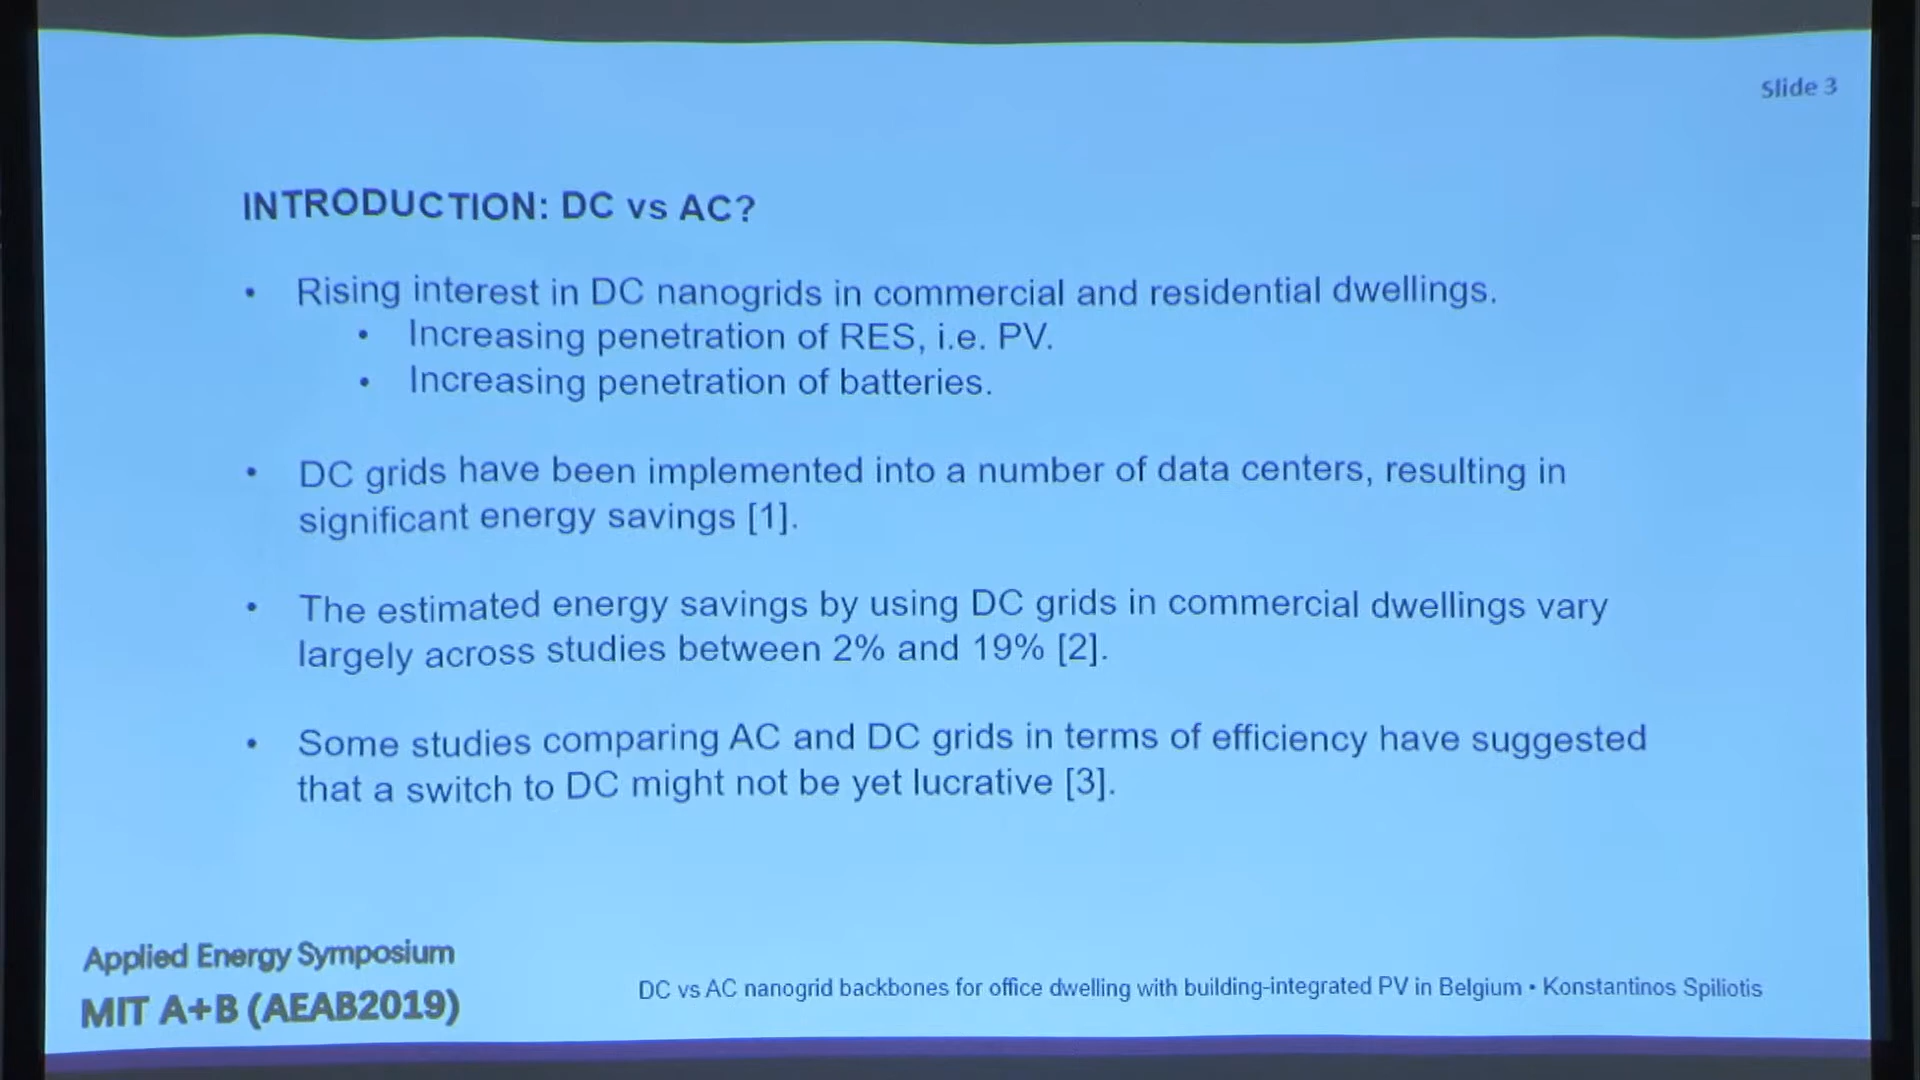 Slide 3
INTRODUCTION: DC vs AC?
• Rising interest in DC nanogrids in commercial and residential dwellings.
• Increasing penetration of RES, i.e. PV.
• Increasing penetration of batteries.
• DC grids have been implemented into a number of data centers, resulting in
significant energy savings [1].
• The estimated energy savings by using DC grids in commercial dwellings vary
largely across studies between 2% and 19% [2].
• Some studies comparing AC and DC grids in terms of efficiency have suggested
that a switch to DC might not be yet lucrative [3].
Applied Energy Symposium
MIT A+B (AEAB2019)
DC vs AC nanogrid backbones for office dwelling with building-integrated PV in Belgium • Konstantinos Spiliotis